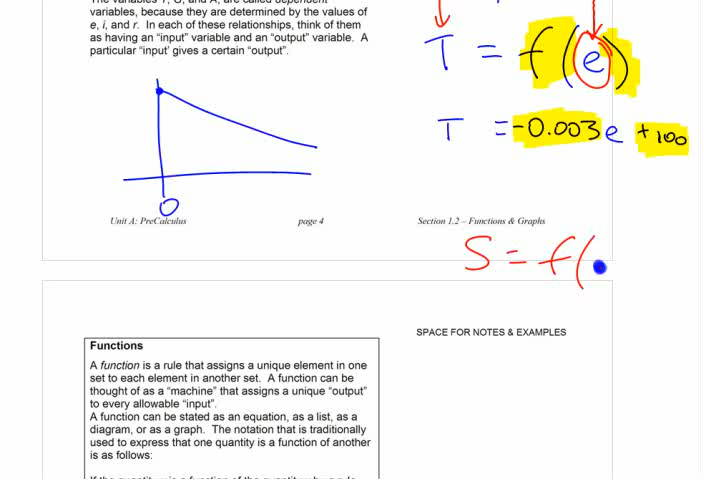 variables, because they are determined by the values of
e, i, and r. In each of these relationships, think of them
as having an "input" variable and an "output" variable. A
particular 'input' gives a certain "output".
T = f(e)
T = -0.003e +100
0
Unit A: PreCalculus page 4 Section 1.2 – Functions & Graphs
S = f(
SPACE FOR NOTES & EXAMPLES
Functions
A function is a rule that assigns a unique element in one
set to each element in another set. A function can be
thought of as a "machine" that assigns a unique "output"
to every allowable "input".
A function can be stated as an equation, as a list, as a
diagram, or as a graph. The notation that is traditionally
used to express that one quantity is a function of another
is as follows: